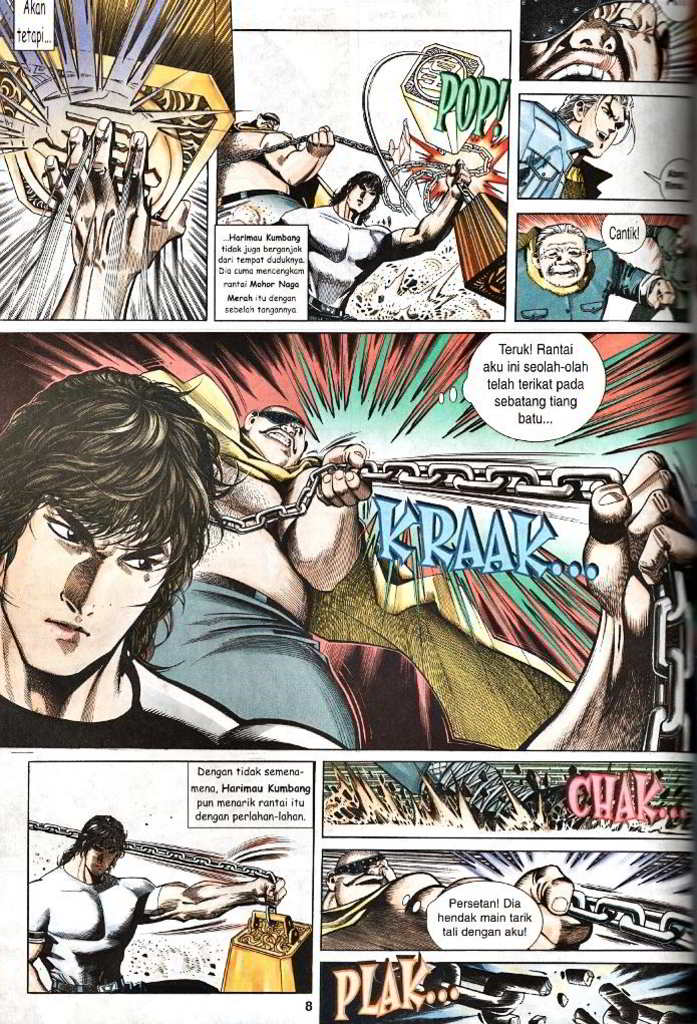 Akan
tetapi...
POP!
...Harimau Kumbang
tidak juga berganjak
dari tempat duduknya.
Dia cuma mencengkam
rantai Mohor Naga
Merah itu dengan
sebelah tangannya.
Cantik!
Teruk! Rantai
aku ini seolah-olah
telah terikat pada
sebatang tiang
batu...
KRAAK...
Dengan tidak semena-
mena, Harimau Kumbang
pun menarik rantai itu
dengan perlahan-lahan.
CHAK...
Persetan! Dia
hendak main tarik
tali dengan aku!
PLAK...
8